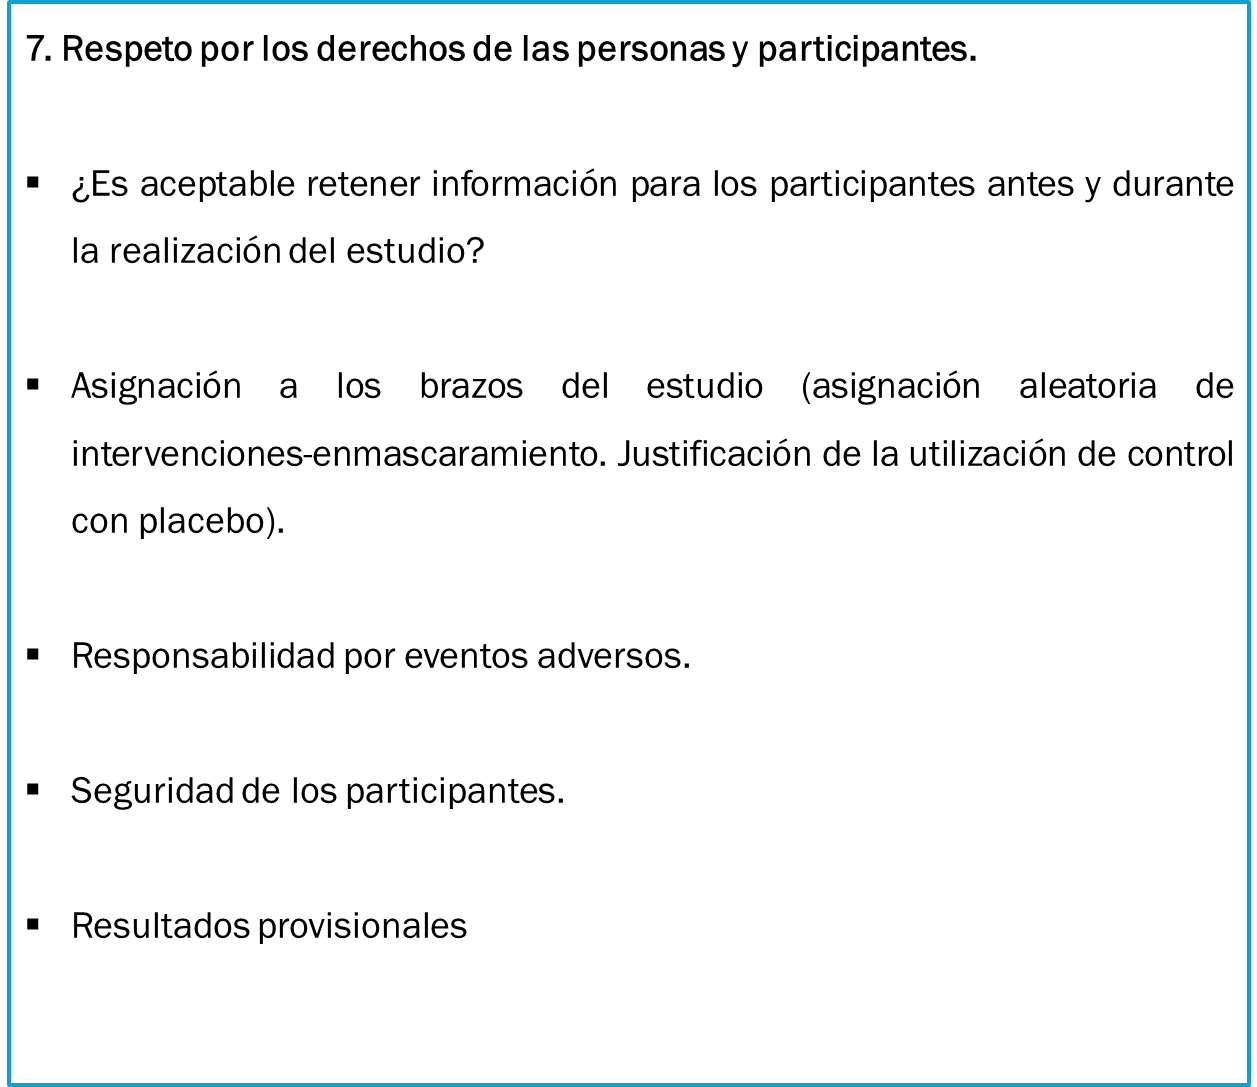 7. Respeto por los derechos de las personas y participantes.
▪ ¿Es aceptable retener información para los participantes antes y durante
la realización del estudio?
▪ Asignación a los brazos del estudio (asignación aleatoria de
intervenciones-enmascaramiento. Justificación de la utilización de control
con placebo).
▪ Responsabilidad por eventos adversos.
▪ Seguridad de los participantes.
▪ Resultados provisionales